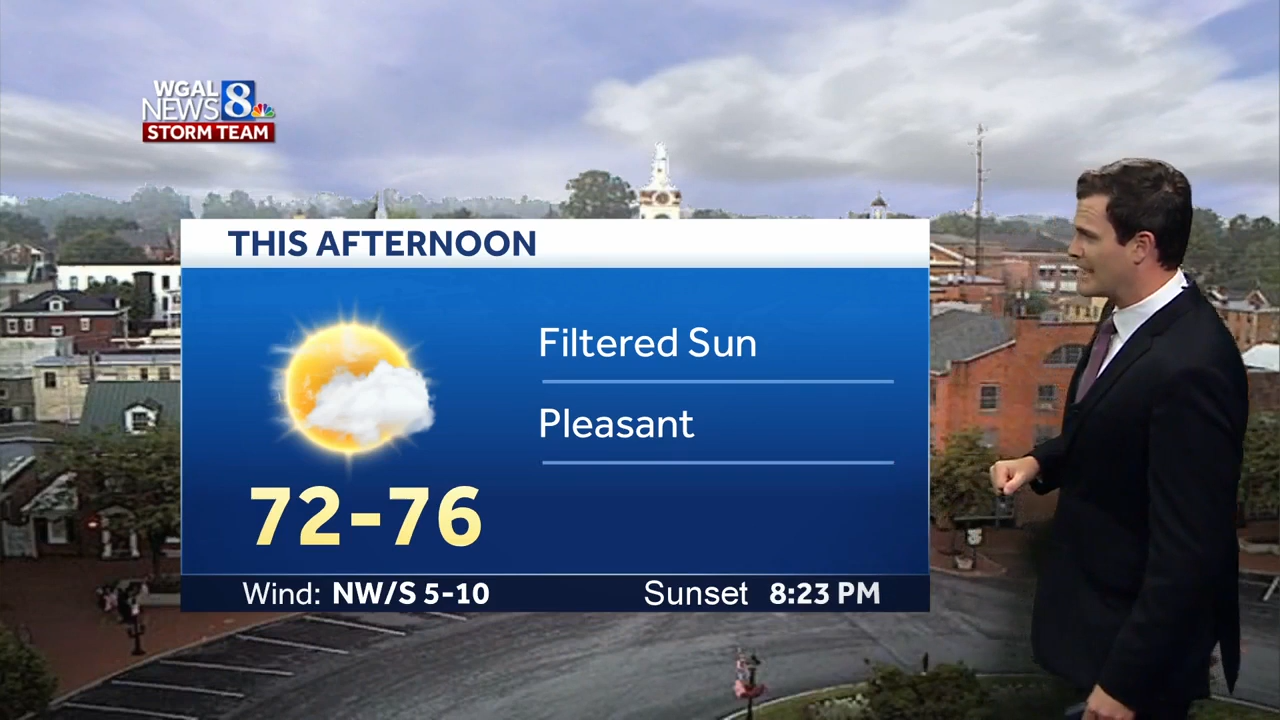 WGAL
NEWS 8
STORM TEAM
THIS AFTERNOON
Filtered Sun
Pleasant
72-76
Wind: NW/S 5-10 Sunset 8:23 PM